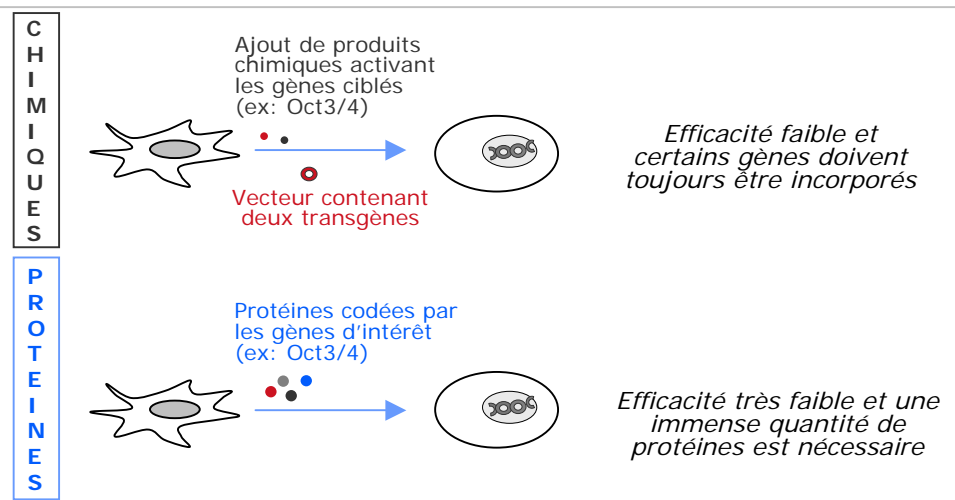 CHIMIQUES
Ajout de produits
chimiques activant
les gènes ciblés
(ex: Oct3/4)
Vecteur contenant
deux transgènes
Efficacité faible et
certains gènes doivent
toujours être incorporés
PROTEINES
Protéines codées par
les gènes d'intérêt
(ex: Oct3/4)
Efficacité très faible et une
immense quantité de
protéines est nécessaire